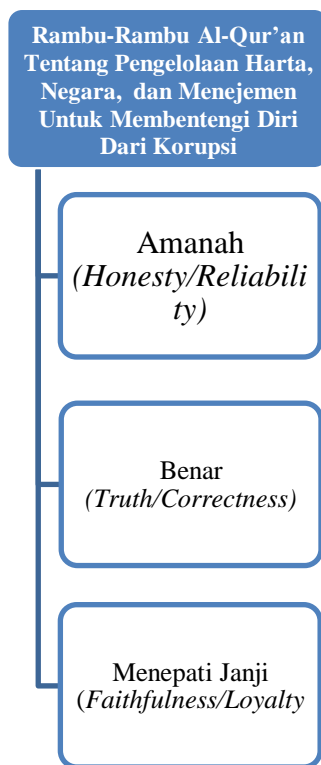 Rambu-Rambu Al-Qur’an
Tentang Pengelolaan Harta,
Negara, dan Menejemen
Untuk Membentengi Diri
Dari Korupsi
Amanah
(Honesty/Reliabili
ty)
Benar
(Truth/Correctness)
Menepati Janji
(Faithfulness/Loyalty